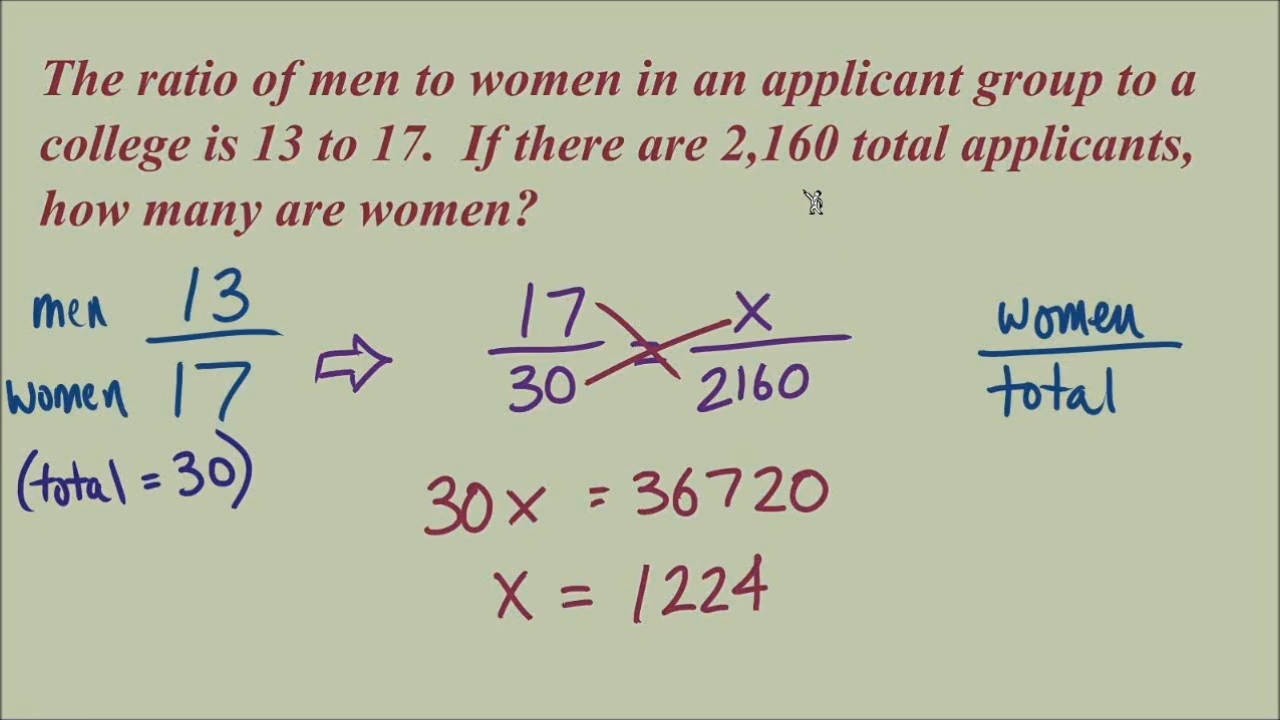 The ratio of men to women in an applicant group to a
college is 13 to 17. If there are 2,160 total applicants,
how many are women?
men 13
women 17
(total = 30)
17 = x
30 2160
women
total
30x = 36720
x = 1224